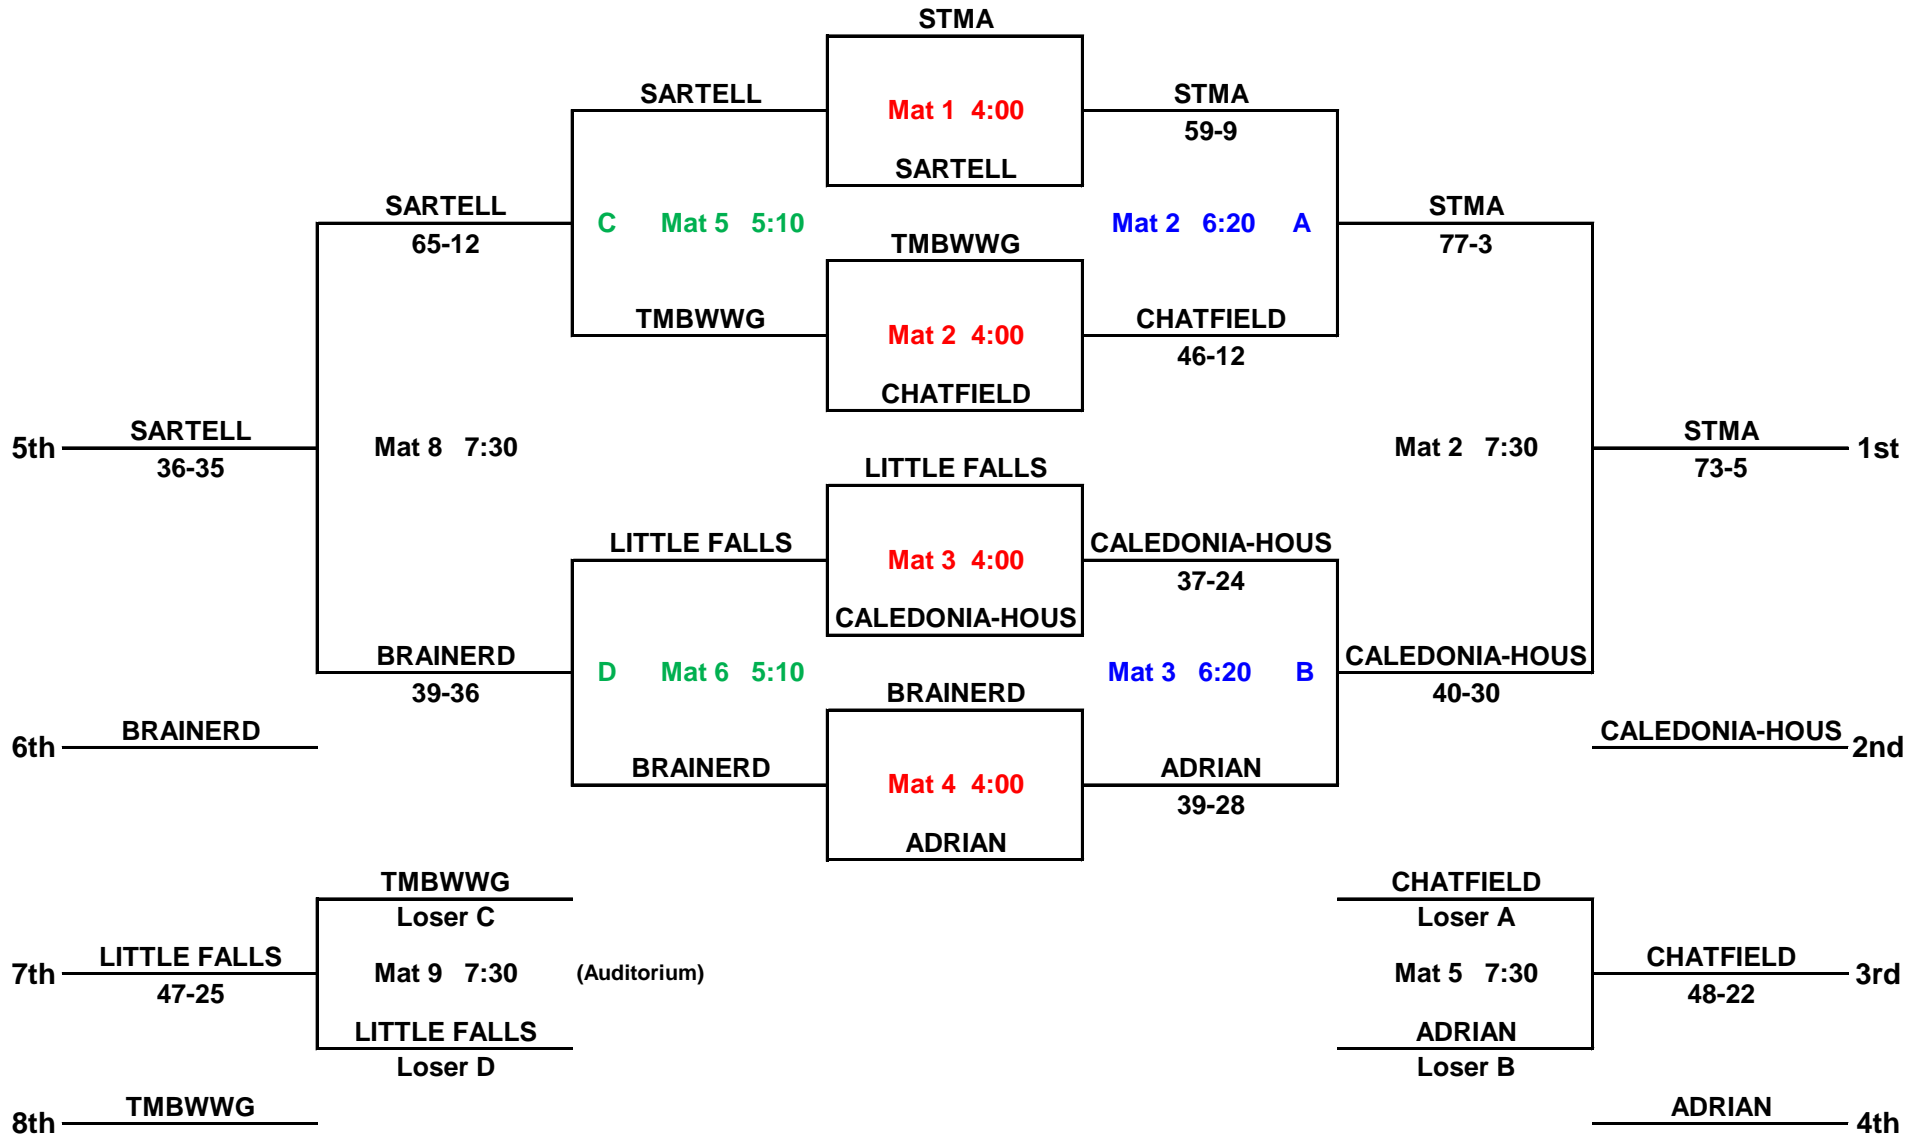 STMA
SARTELL
STMA
Mat 1 4:00
59-9
SARTELL
SARTELL
STMA
C Mat 5 5:10
Mat 2 6:20 A
65-12
77-3
TMBWWG
TMBWWG
CHATFIELD
Mat 2 4:00
46-12
CHATFIELD
SARTELL
STMA
5th
Mat 8 7:30
Mat 2 7:30
1st
36-35
LITTLE FALLS
73-5
LITTLE FALLS
CALEDONIA-HOUS
Mat 3 4:00
37-24
CALEDONIA-HOUS
BRAINERD
CALEDONIA-HOUS
D Mat 6 5:10
Mat 3 6:20 B
39-36
BRAINERD
40-30
BRAINERD
CALEDONIA-HOUS
6th
2nd
BRAINERD
ADRIAN
Mat 4 4:00
39-28
ADRIAN
TMBWWG
CHATFIELD
Loser C
Loser A
LITTLE FALLS
CHATFIELD
7th
Mat 9 7:30
(Auditorium)
Mat 5 7:30
3rd
47-25
48-22
LITTLE FALLS
ADRIAN
Loser D
Loser B
TMBWWG
ADRIAN
8th
4th